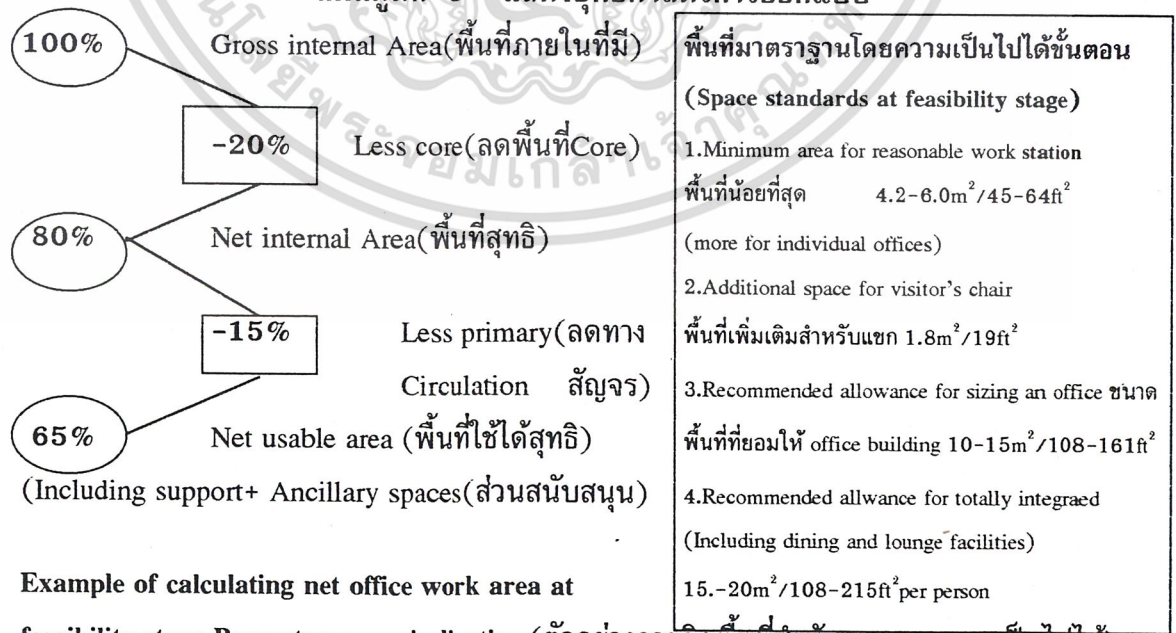 100%
Gross internal Area(พื้นที่ภายในที่มี)
-20%
Less core(ลดพื้นที่Core)
80%
Net internal Area(พื้นที่สุทธิ)
-15%
Less primary(ลดทาง
Circulation สัญจร)
65%
Net usable area (พื้นที่ใช้ได้สุทธิ)
(Including support+ Ancillary spaces(ส่วนสนับสนุน)
Example of calculating net office work area at
พื้นที่มาตราฐานโดยความเป็นไปได้ขั้นตอน
(Space standards at feasibility stage)
1.Minimum area for reasonable work station
พื้นที่น้อยที่สุด 4.2-6.0m²/45-64ft²
(more for individual offices)
2.Additional space for visitor's chair
พื้นที่เพิ่มเติมสำหรับแขก 1.8m²/19ft²
3.Recommended allowance for sizing an office ขนาด
พื้นที่ที่ยอมให้ office building 10-15m²/108-161ft²
4.Recommended allwance for totally integraed
(Including dining and lounge facilities)
15.-20m²/108-215ft²per person